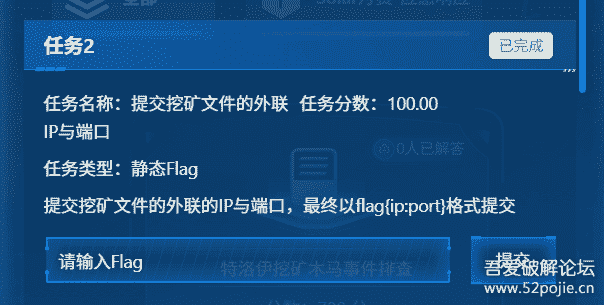 任务2
已完成
任务名称：提交挖矿文件的外联 任务分数：100.00
IP与端口
0人已解答
任务类型：静态Flag
提交挖矿文件的外联的IP与端口，最终以flag{ip:port}格式提交
请输入Flag
提交
特洛伊挖矿木马事件排查
吾爱破解论坛
www.52pojie.cn